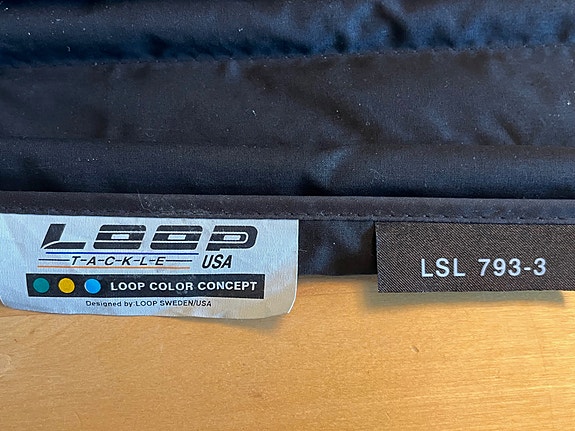 LOOP
T-A-C-K-L-E USA
LOOP COLOR CONCEPT
Designed by:LOOP SWEDEN/USA
LSL 793-3